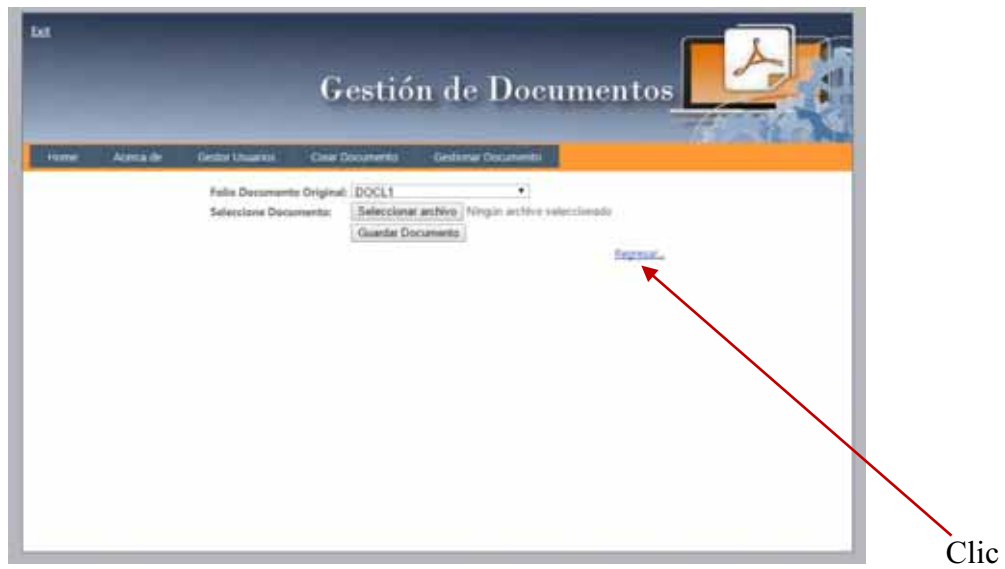 Exit
Gestión de Documentos
Home Acerca de Gestor Usuarios Crear Documento Gestionar Documento
Folio Documento Original: DOCL1
Seleccione Documento: Seleccionar archivo Ningún archivo seleccionado
Guardar Documento
Regresar...
Clic